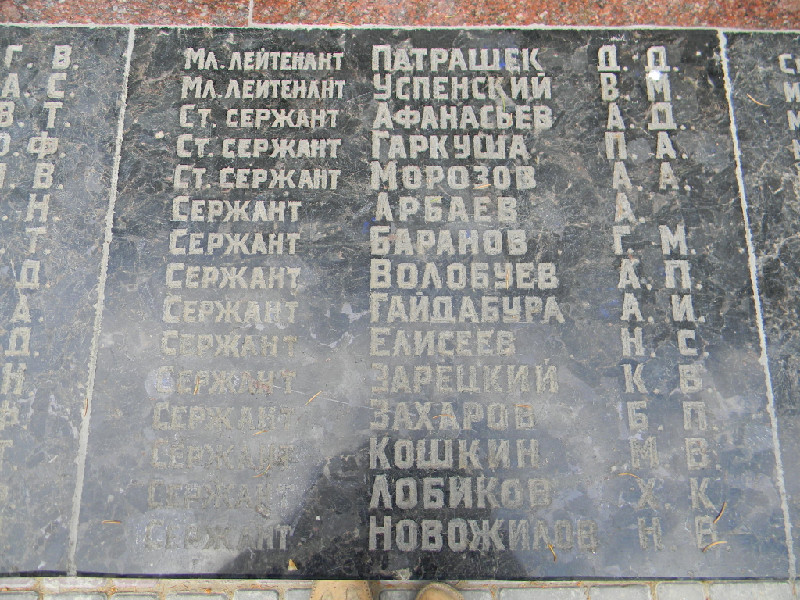 Мл. лейтенант Патрашек Д. Д.
Мл. лейтенант Успенский В. М.
Ст. сержант Афанасьев А. Д.
Ст. сержант Гаркуша П. А.
Ст. сержант Морозов А. А.
Сержант Арбаев А.
Сержант Баранов Г. М.
Сержант Волобуев А. П.
Сержант Гайдабура А. И.
Сержант Елисеев Н. С.
Сержант Зарецкий К. В.
Сержант Захаров Б. П.
Сержант Кошкин М. В.
Сержант Лобиков Х. К.
Сержант Новожилов Н. В.